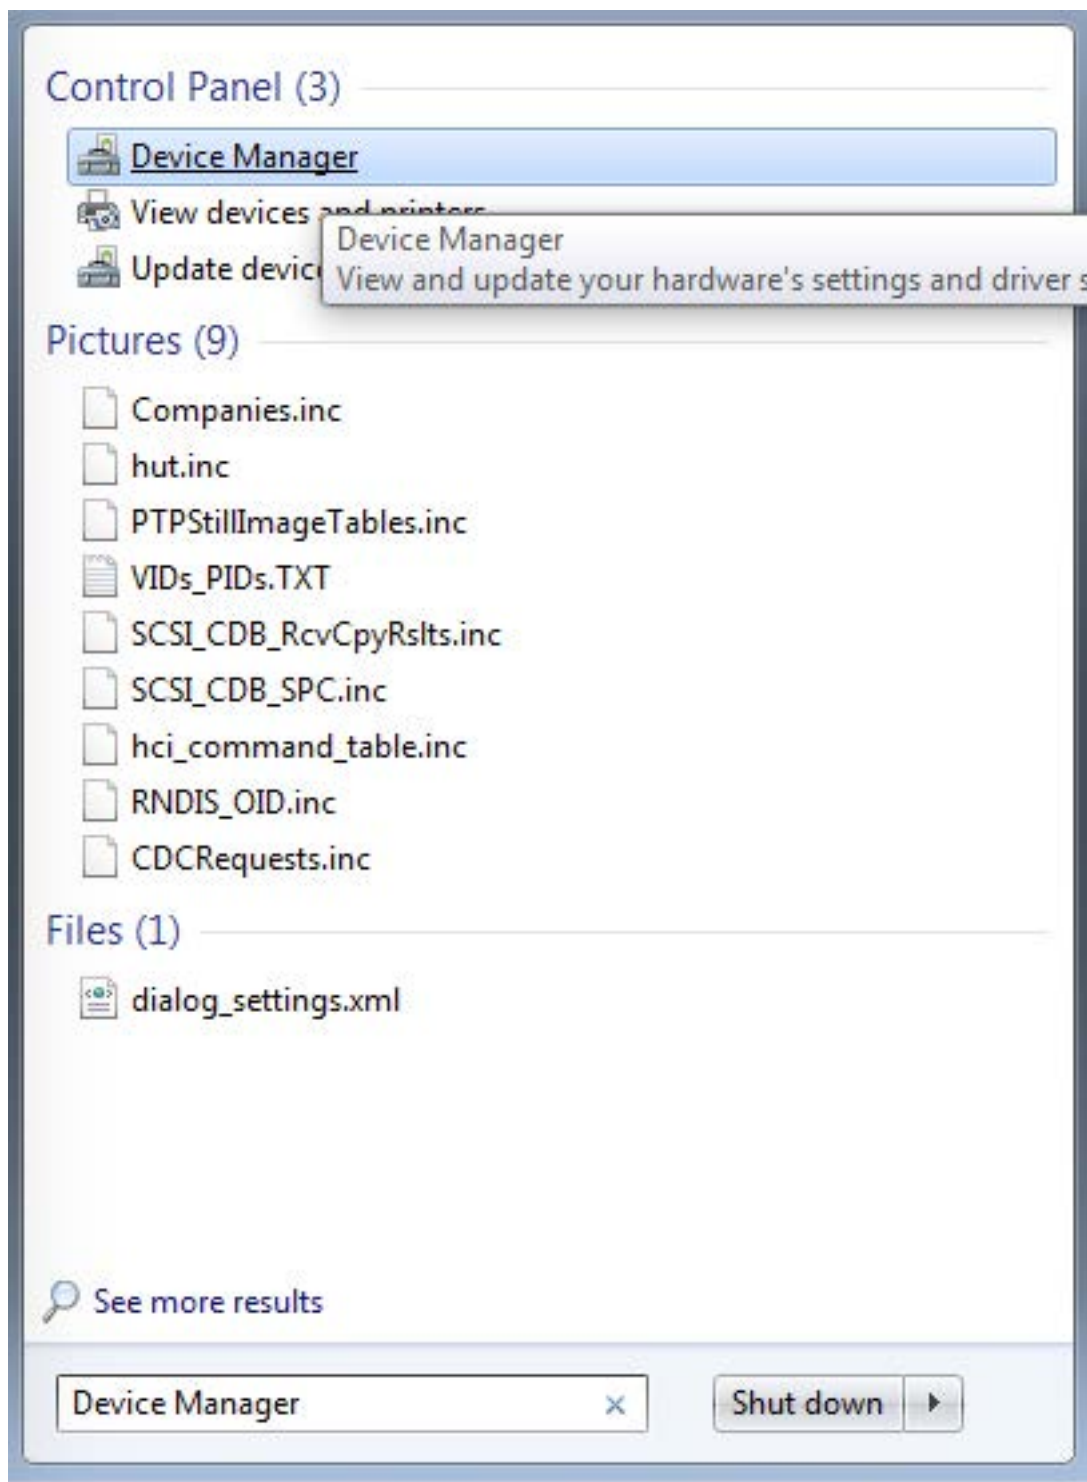 Control Panel (3)
Device Manager
View devices and printers
Update devic
Device Manager
View and update your hardware's settings and driver s
Pictures (9)
Companies.inc
hut.inc
PTPStillImageTables.inc
VIDs_PIDs.TXT
SCSI_CDB_RcvCpyRslts.inc
SCSI_CDB_SPC.inc
hci_command_table.inc
RNDIS_OID.inc
CDCRequests.inc
Files (1)
dialog_settings.xml
See more results
Device Manager
Shut down